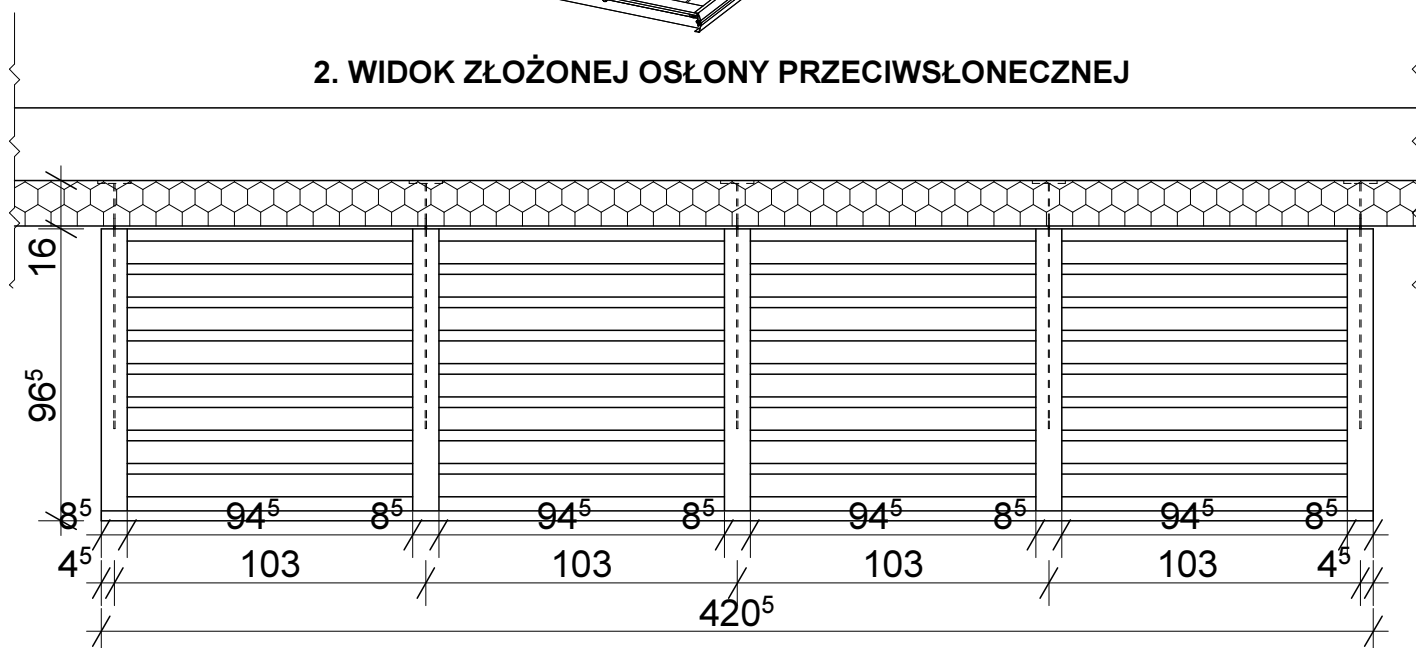 2. WIDOK ZŁOŻONEJ OSŁONY PRZECIWSŁONECZNEJ
16
96⁵
8⁵ 94⁵ 8⁵ 94⁵ 8⁵ 94⁵ 8⁵ 94⁵ 8⁵
4⁵ 103 103 103 103 4⁵
420⁵